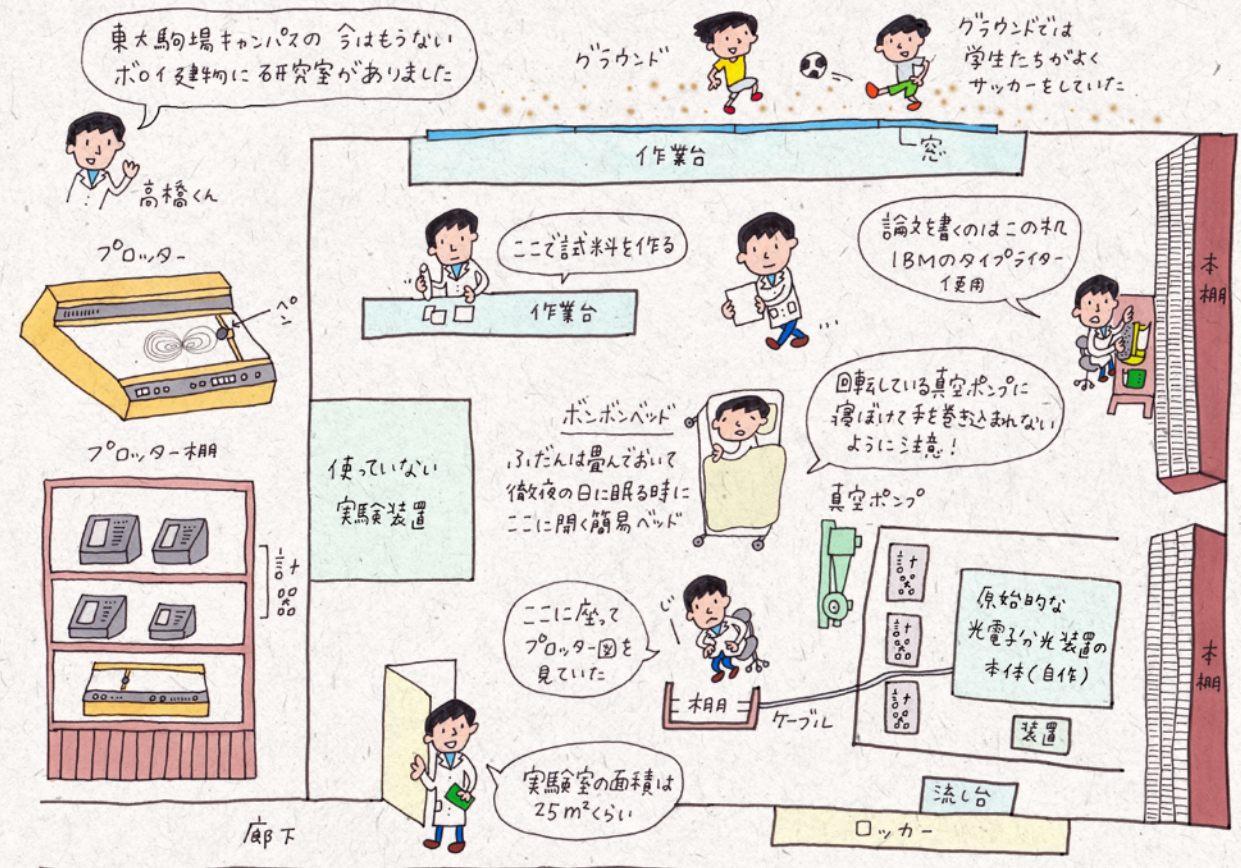 東大駒場キャンパスの 今はもうない
ボロイ建物に研究室がありました
高橋くん
グラウンド
グラウンドでは
学生たちがよく
サッカーをしていた
作業台
窓
プロッター
ペン
ここで試料を作る
作業台
論文を書くのはこの机
IBMのタイプライター
使用
本棚
プロッター棚
計器
使っていない
実験装置
ボンボンベッド
ふだんは畳んでおいて
徹夜の日に眠る時に
ここに開く簡易ベッド
回転している真空ポンプに
寝ぼけて手を巻き込まれない
ように注意!
真空ポンプ
計器
計器
計器
原始的な
光電子分光装置の
本体(自作)
装置
本棚
ここに座って
プロッター図を
見ていた
じー
棚
ケーブル
実験室の面積は
25m²くらい
流し台
ロッカー
廊下